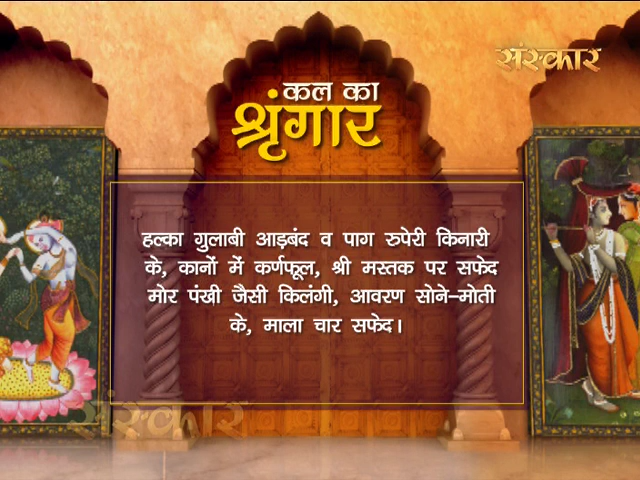 संस्कार
कल का
श्रृंगार
हल्का गुलाबी आड़बंद व पाग रुपेरी किनारी
के, कानों में कर्णफूल, श्री मस्तक पर सफेद
मोर पंखी जैसी किलंगी, आवरण सोने-मोती
के, माला चार सफेद।
संस्कार